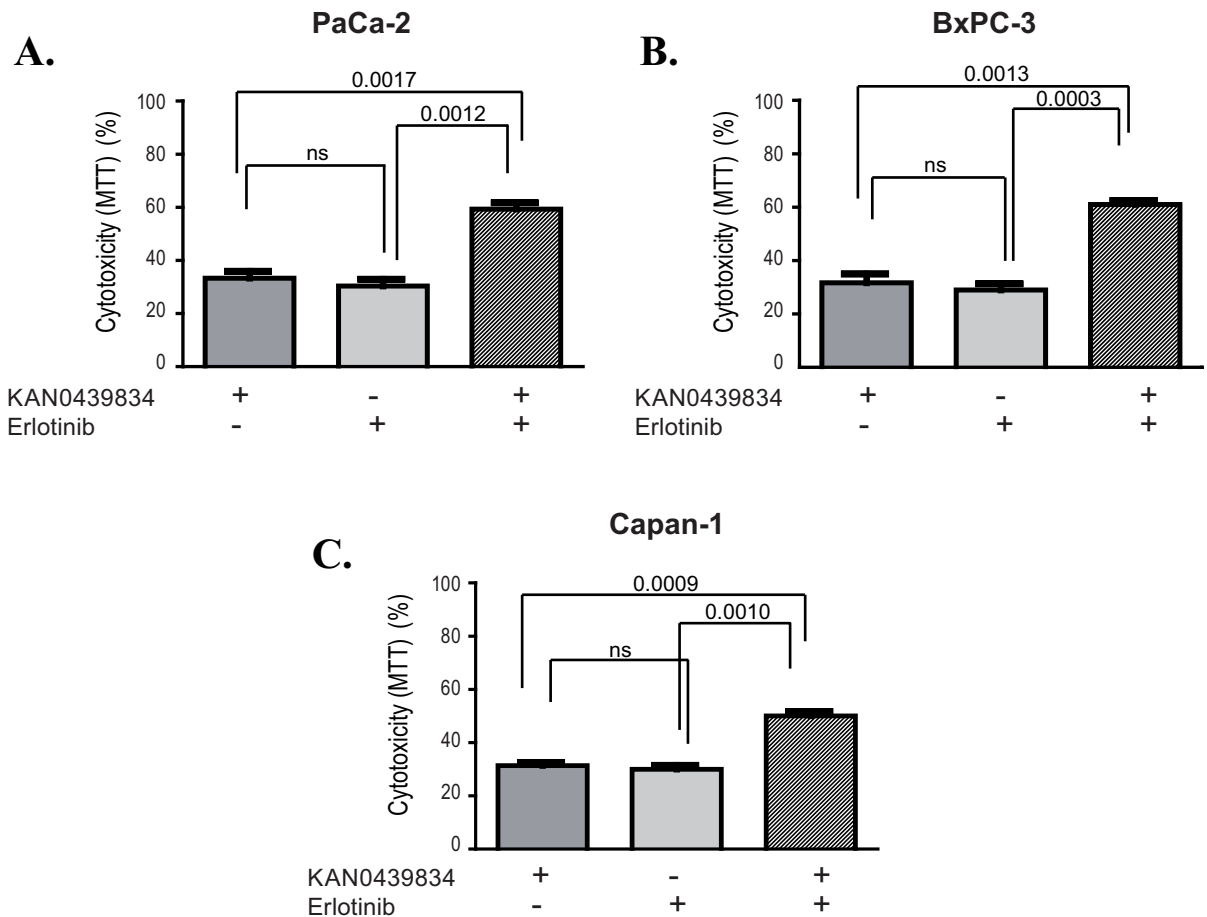 PaCa-2
A.
0.0017
0.0012
ns
Cytotoxicity (MTT) (%)
100
80
60
40
20
0
KAN0439834 + - +
Erlotinib - + +
BxPC-3
B.
0.0013
0.0003
ns
Cytotoxicity (MTT) (%)
100
80
60
40
20
0
KAN0439834 + - +
Erlotinib - + +
Capan-1
C.
0.0009
0.0010
ns
Cytotoxicity (MTT) (%)
100
80
60
40
20
0
KAN0439834 + - +
Erlotinib - + +